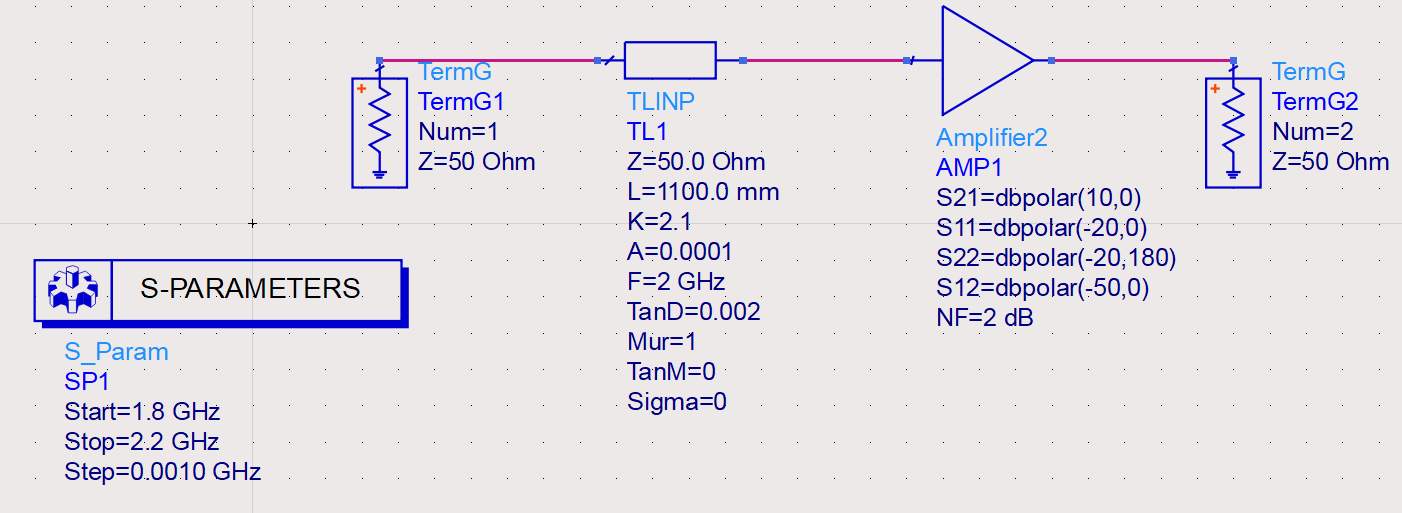 TermG
TermG1
Num=1
Z=50 Ohm
TLINP
TL1
Z=50.0 Ohm
L=1100.0 mm
K=2.1
A=0.0001
F=2 GHz
TanD=0.002
Mur=1
TanM=0
Sigma=0
Amplifier2
AMP1
S21=dbpolar(10,0)
S11=dbpolar(-20,0)
S22=dbpolar(-20,180)
S12=dbpolar(-50,0)
NF=2 dB
TermG
TermG2
Num=2
Z=50 Ohm
S-PARAMETERS
S_Param
SP1
Start=1.8 GHz
Stop=2.2 GHz
Step=0.0010 GHz